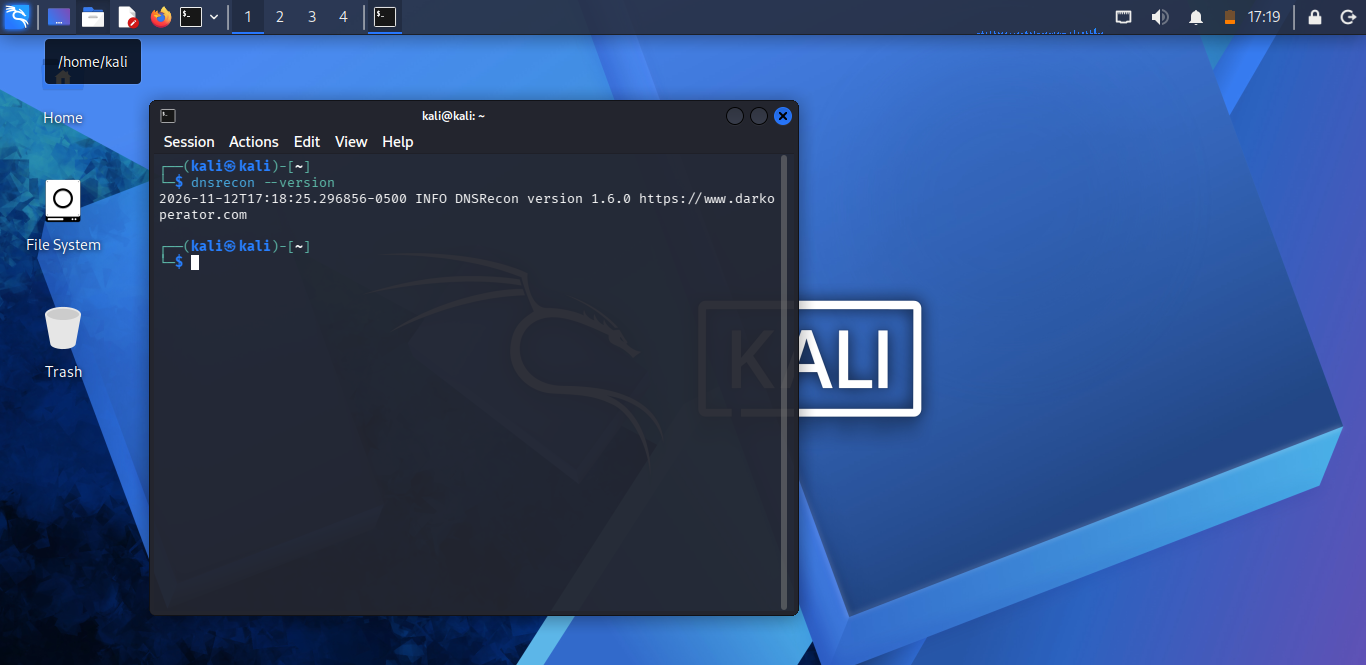 1 2 3 4 17:19
/home/kali
Home
File System
Trash
kali@kali: ~
Session Actions Edit View Help
┌──(kali㉿kali)-[~]
└─$ dnsrecon --version
2026-11-12T17:18:25.296856-0500 INFO DNSRecon version 1.6.0 https://www.darko
perator.com
┌──(kali㉿kali)-[~]
└─$
KALI